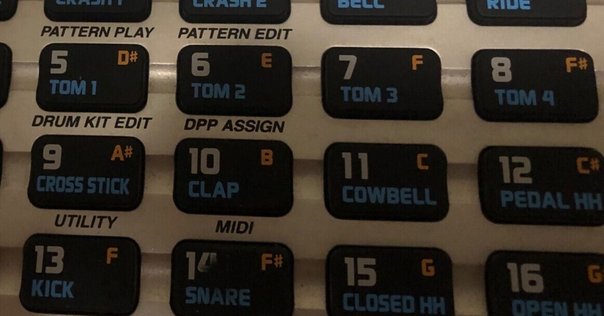 CRASH 1 CRASH 2 BELL RIDE
PATTERN PLAY PATTERN EDIT
5 D# 6 E 7 F 8 F#
TOM 1 TOM 2 TOM 3 TOM 4
DRUM KIT EDIT DPP ASSIGN
9 A# 10 B 11 C 12 C#
CROSS STICK CLAP COWBELL PEDAL HH
UTILITY MIDI
13 F 14 F# 15 G 16 G
KICK SNARE CLOSED HH OPEN HH